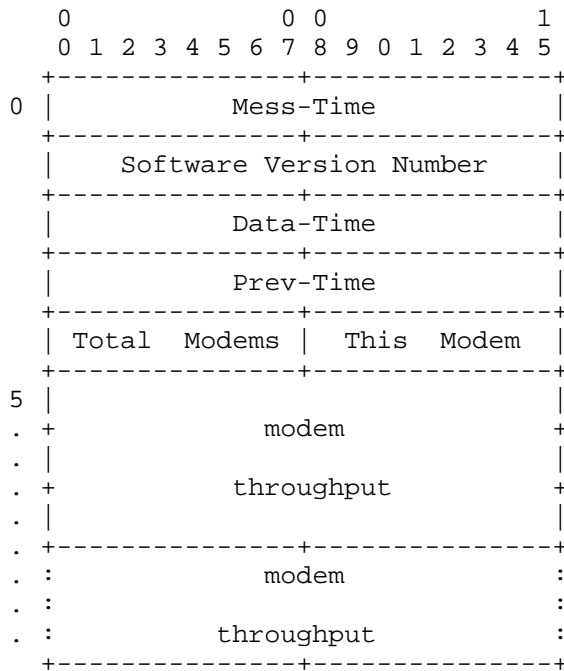 0             0 0             1
     0 1 2 3 4 5 6 7 8 9 0 1 2 3 4 5
    +---------------+---------------+
0   |           Mess-Time           |
    +---------------+---------------+
    |    Software Version Number    |
    +---------------+---------------+
    |           Data-Time           |
    +---------------+---------------+
    |           Prev-Time           |
    +---------------+---------------+
    | Total  Modems |  This  Modem  |
    +---------------+---------------+
5   |                               |
.   +             modem             +
.   |                               |
.   +           throughput          +
.   |                               |
.   +---------------+---------------+
.   :             modem             :
.   :                               :
.   :          throughput           :
    +---------------+---------------+